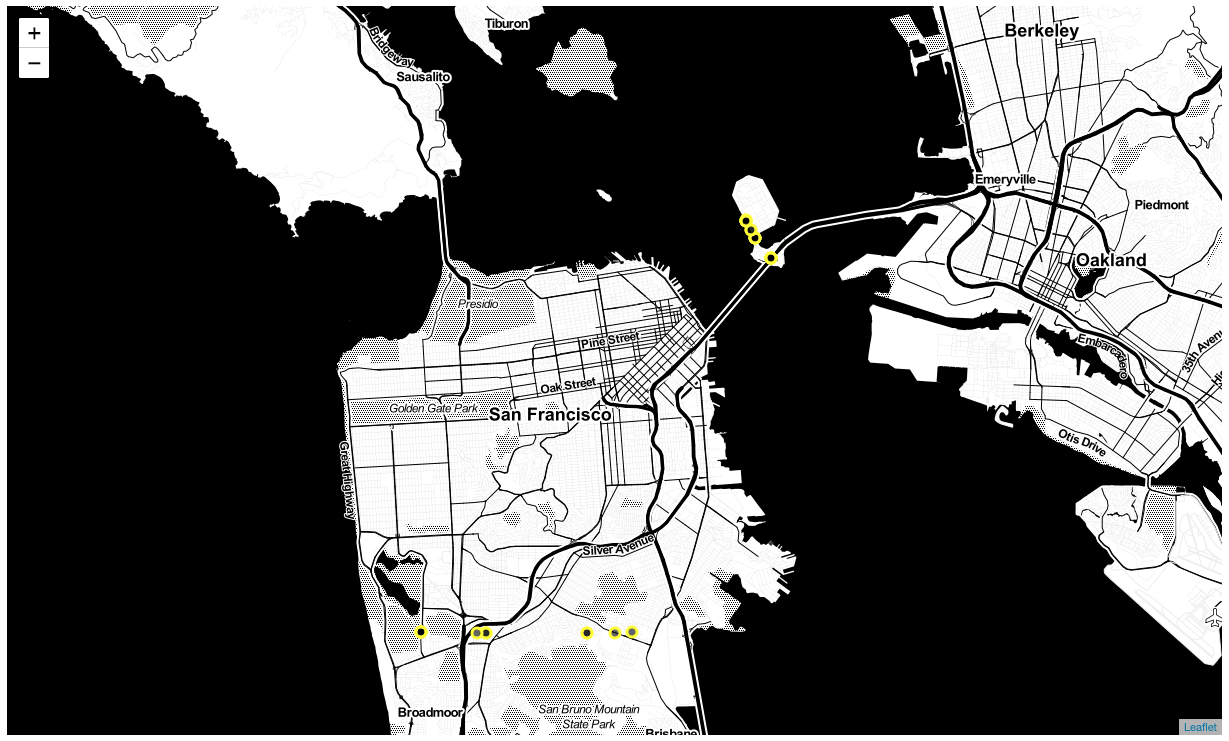 +
−
Tiburon
Berkeley
Bridgeway
Sausalito
Emeryville
Piedmont
Oakland
Presidio
Pine Street
Embarcadero
35th Avenu
Oak Street
Golden Gate Park
San Francisco
Great Highway
Otis Drive
Silver Avenue
Broadmoor
San Bruno Mountain
State Park
Brisbane
Leaflet